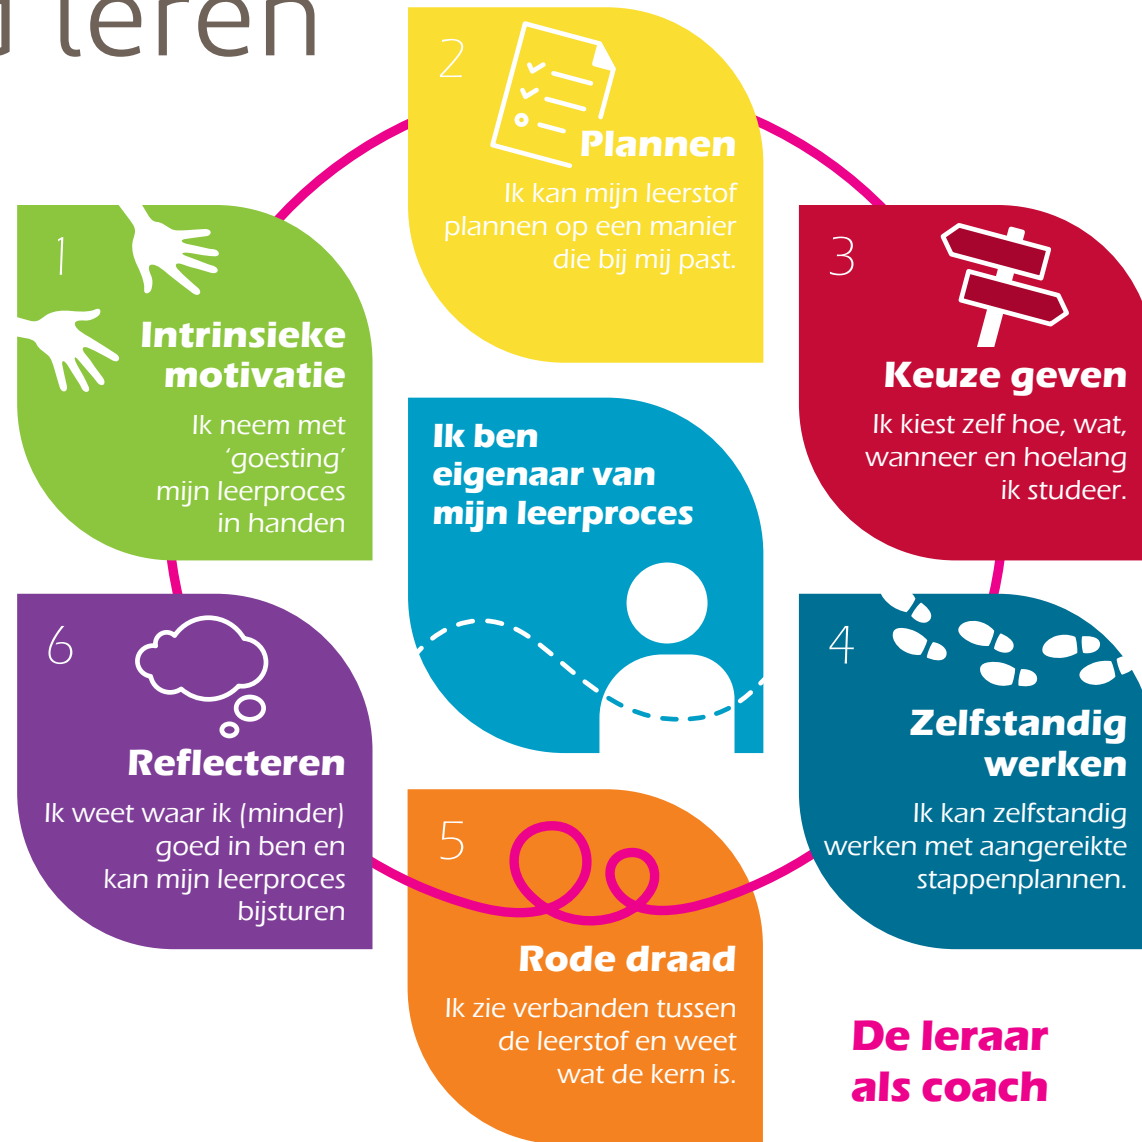 leren
1
Intrinsieke
motivatie
Ik neem met
‘goesting’
mijn leerproces
in handen
2
Plannen
Ik kan mijn leerstof
plannen op een manier
die bij mij past.
3
Keuze geven
Ik kiest zelf hoe, wat,
wanneer en hoelang
ik studeer.
Ik ben
eigenaar van
mijn leerproces
4
Zelfstandig
werken
Ik kan zelfstandig
werken met aangereikte
stappenplannen.
5
Rode draad
Ik zie verbanden tussen
de leerstof en weet
wat de kern is.
6
Reflecteren
Ik weet waar ik (minder)
goed in ben en
kan mijn leerproces
bijsturen
De leraar
als coach